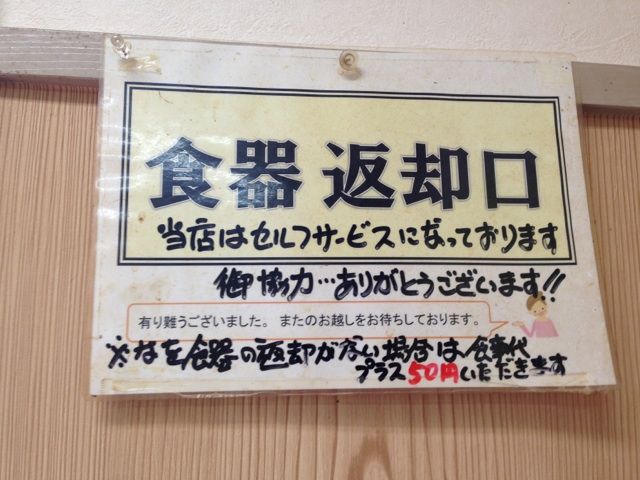 食器 返却口
当店はセルフサービスになっております
御協力…ありがとうございます!!
有り難うございました。またのお越しをお待ちしております。
※なを食器の返却がない場合は食事代
プラス50円いただきます